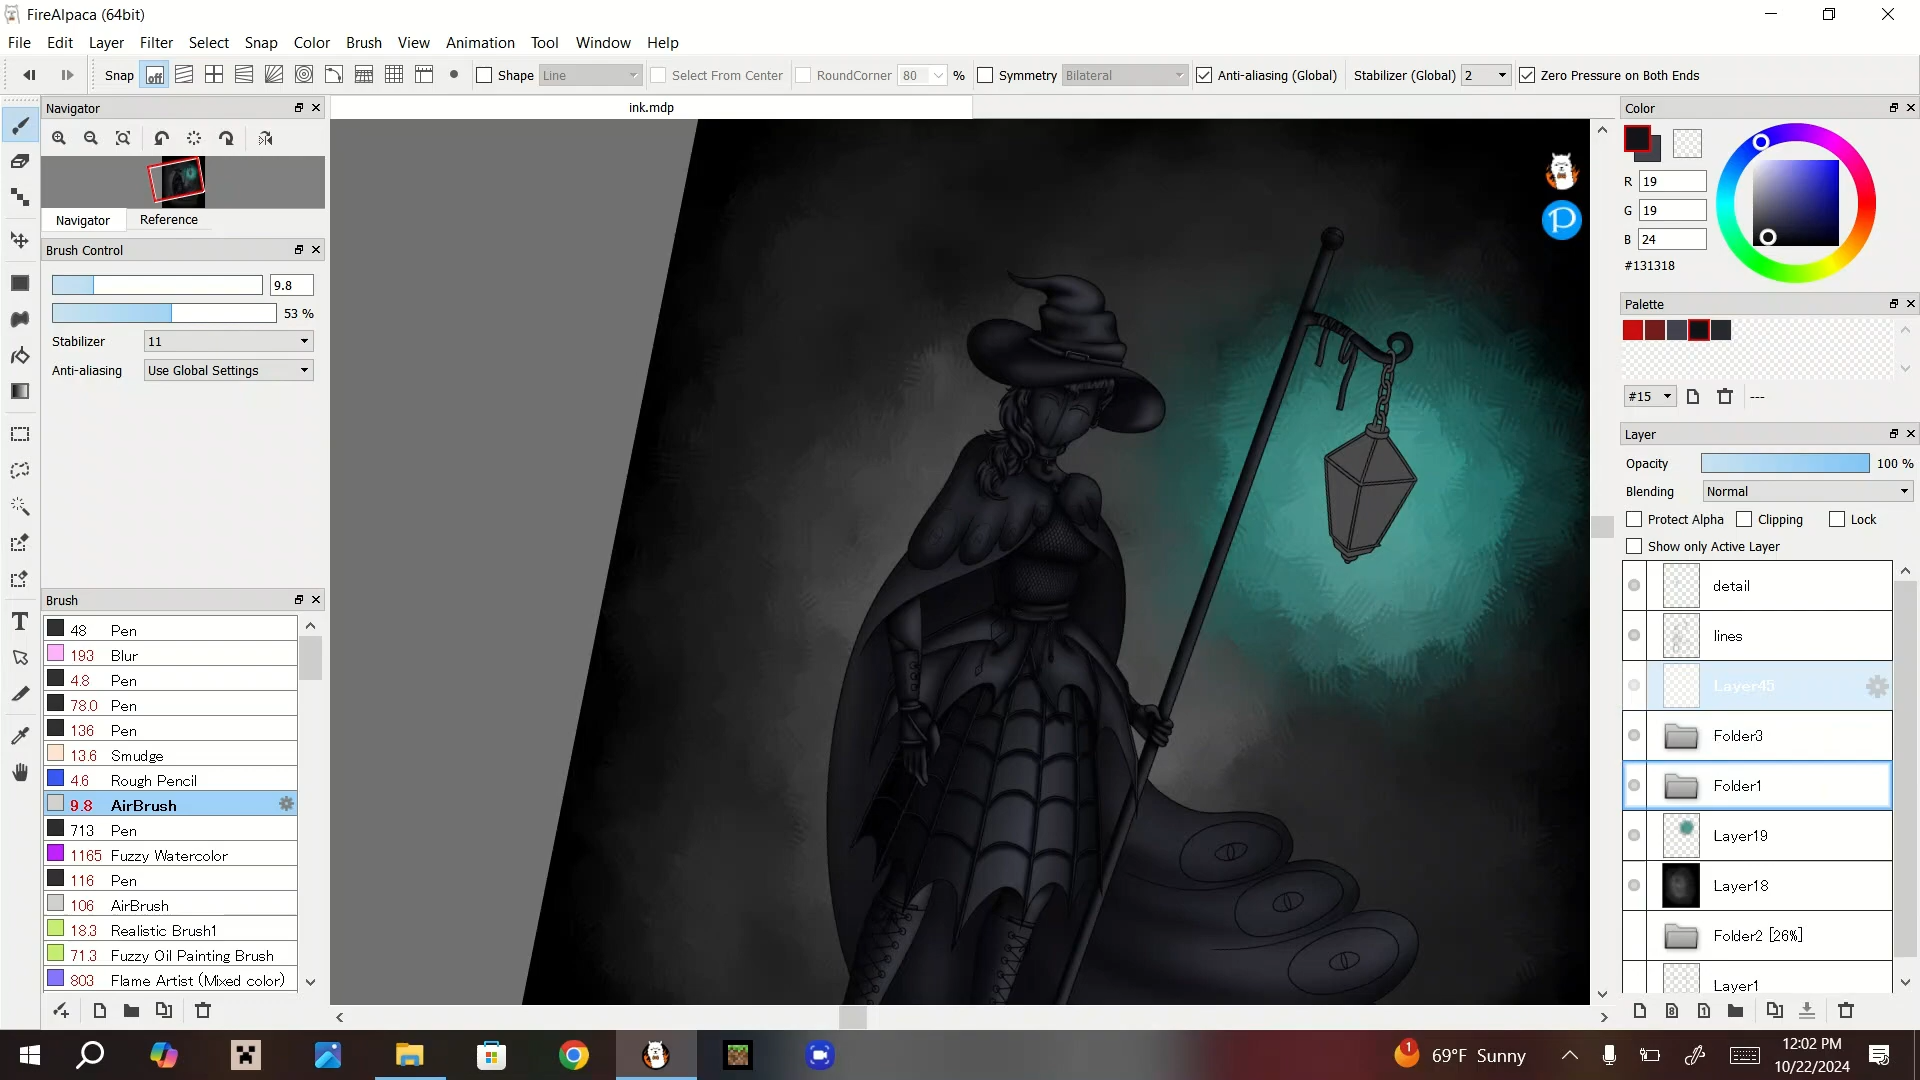 FireAlpaca (64bit)
File Edit Layer Filter Select Snap Color Brush View Animation Tool Window Help
Snap off Shape Line Select From Center RoundCorner 80 % Symmetry Bilateral Anti-aliasing (Global) Stabilizer (Global) 2 Zero Pressure on Both Ends
Navigator
ink.mdp
Navigator Reference
Brush Control
9.8
53 %
Stabilizer 11
Anti-aliasing Use Global Settings
Brush
48 Pen
193 Blur
4.8 Pen
78.0 Pen
136 Pen
13.6 Smudge
4.6 Rough Pencil
9.8 AirBrush
713 Pen
1165 Fuzzy Watercolor
116 Pen
106 AirBrush
18.3 Realistic Brush1
71.3 Fuzzy Oil Painting Brush
803 Flame Artist (Mixed color)
Color
R 19
G 19
B 24
#131318
Palette
#15 ---
Layer
Opacity 100 %
Blending Normal
Protect Alpha Clipping Lock
Show only Active Layer
detail
lines
Layer45
Folder3
Folder1
Layer19
Layer18
Folder2 [26%]
Layer1
1 69°F Sunny
12:02 PM
10/22/2024